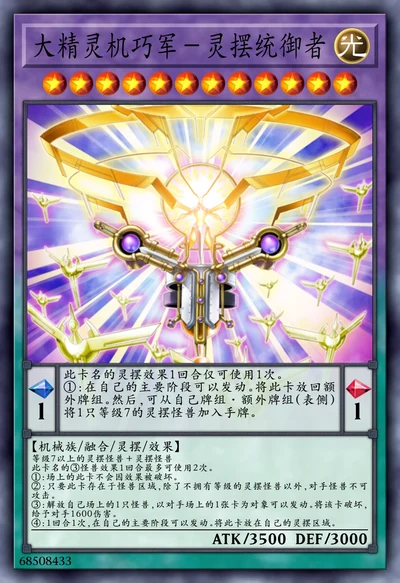 大精灵机巧军－灵摆统御者
光
此卡名的灵摆效果1回合仅可使用1次。
①:在自己的主要阶段可以发动。将此卡放回额
外牌组。然后,可从自己牌组·额外牌组(表侧)
将1只等级7的灵摆怪兽加入手牌。
1
1
【机械族/融合/灵摆/效果】
等级7以上的灵摆怪兽＋灵摆怪兽
此卡名的③怪兽效果1回合最多可使用2次。
①:场上的此卡不会因效果被破坏。
②:只要此卡存在于怪兽区域,除了不拥有等级的灵摆怪兽以外,对手怪兽不可
攻击。
③:解放自己场上的1只怪兽,以对手场上的1张卡为对象可以发动。将该卡破坏,
给予对手1600伤害。
④:1回合1次,在自己的主要阶段可以发动。将此卡放在自己的灵摆区域。
ATK/3500 DEF/3000
68508433